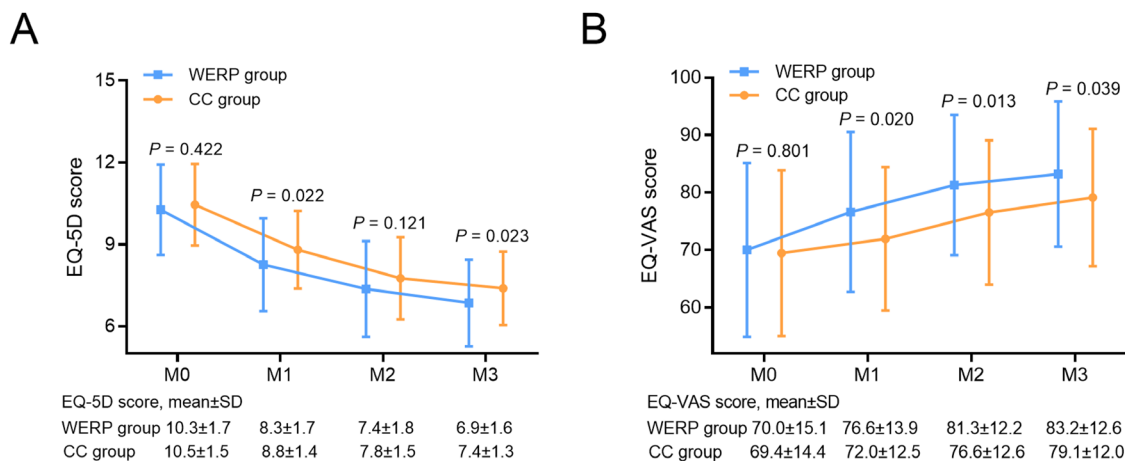 A
WERP group
CC group
15
12
9
6
EQ-5D score
P = 0.422
P = 0.022
P = 0.121
P = 0.023
M0 M1 M2 M3
EQ-5D score, mean±SD
WERP group 10.3±1.7 8.3±1.7 7.4±1.8 6.9±1.6
CC group 10.5±1.5 8.8±1.4 7.8±1.5 7.4±1.3
B
WERP group
CC group
100
90
80
70
60
EQ-VAS score
P = 0.801
P = 0.020
P = 0.013
P = 0.039
M0 M1 M2 M3
EQ-VAS score, mean±SD
WERP group 70.0±15.1 76.6±13.9 81.3±12.2 83.2±12.6
CC group 69.4±14.4 72.0±12.5 76.6±12.6 79.1±12.0